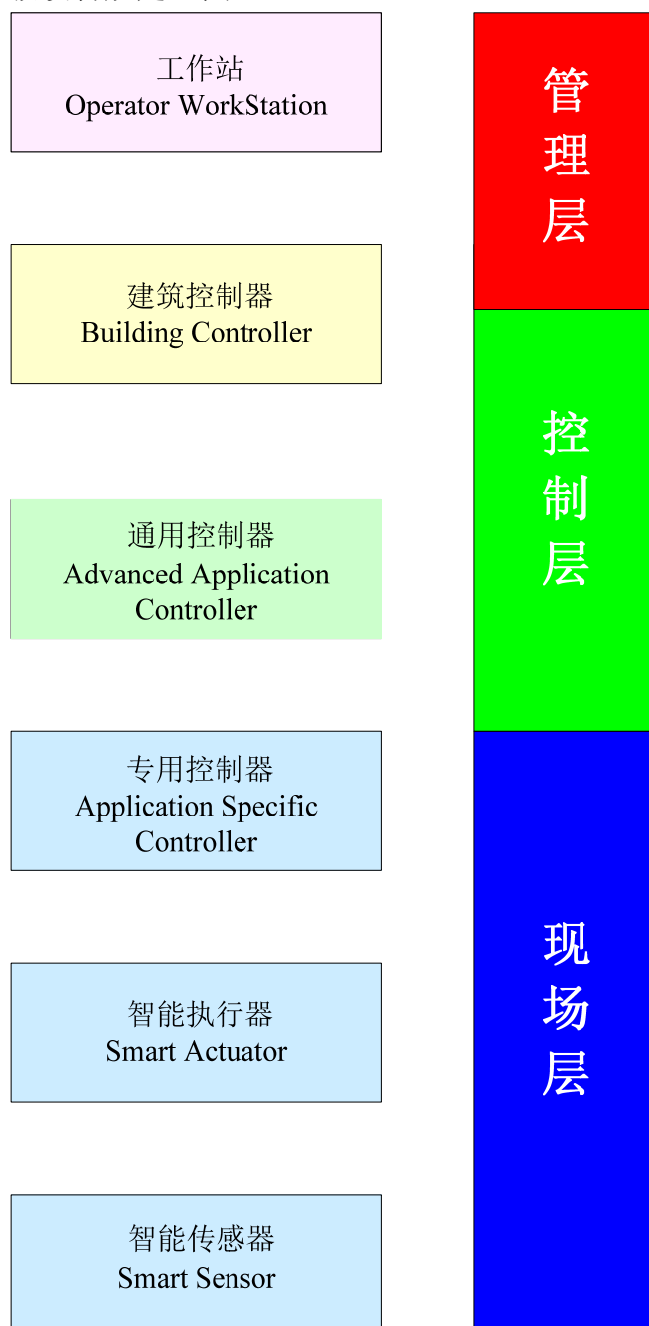 工作站
Operator WorkStation
建筑控制器
Building Controller
通用控制器
Advanced Application
Controller
专用控制器
Application Specific
Controller
智能执行器
Smart Actuator
智能传感器
Smart Sensor
管
理
层
控
制
层
现
场
层